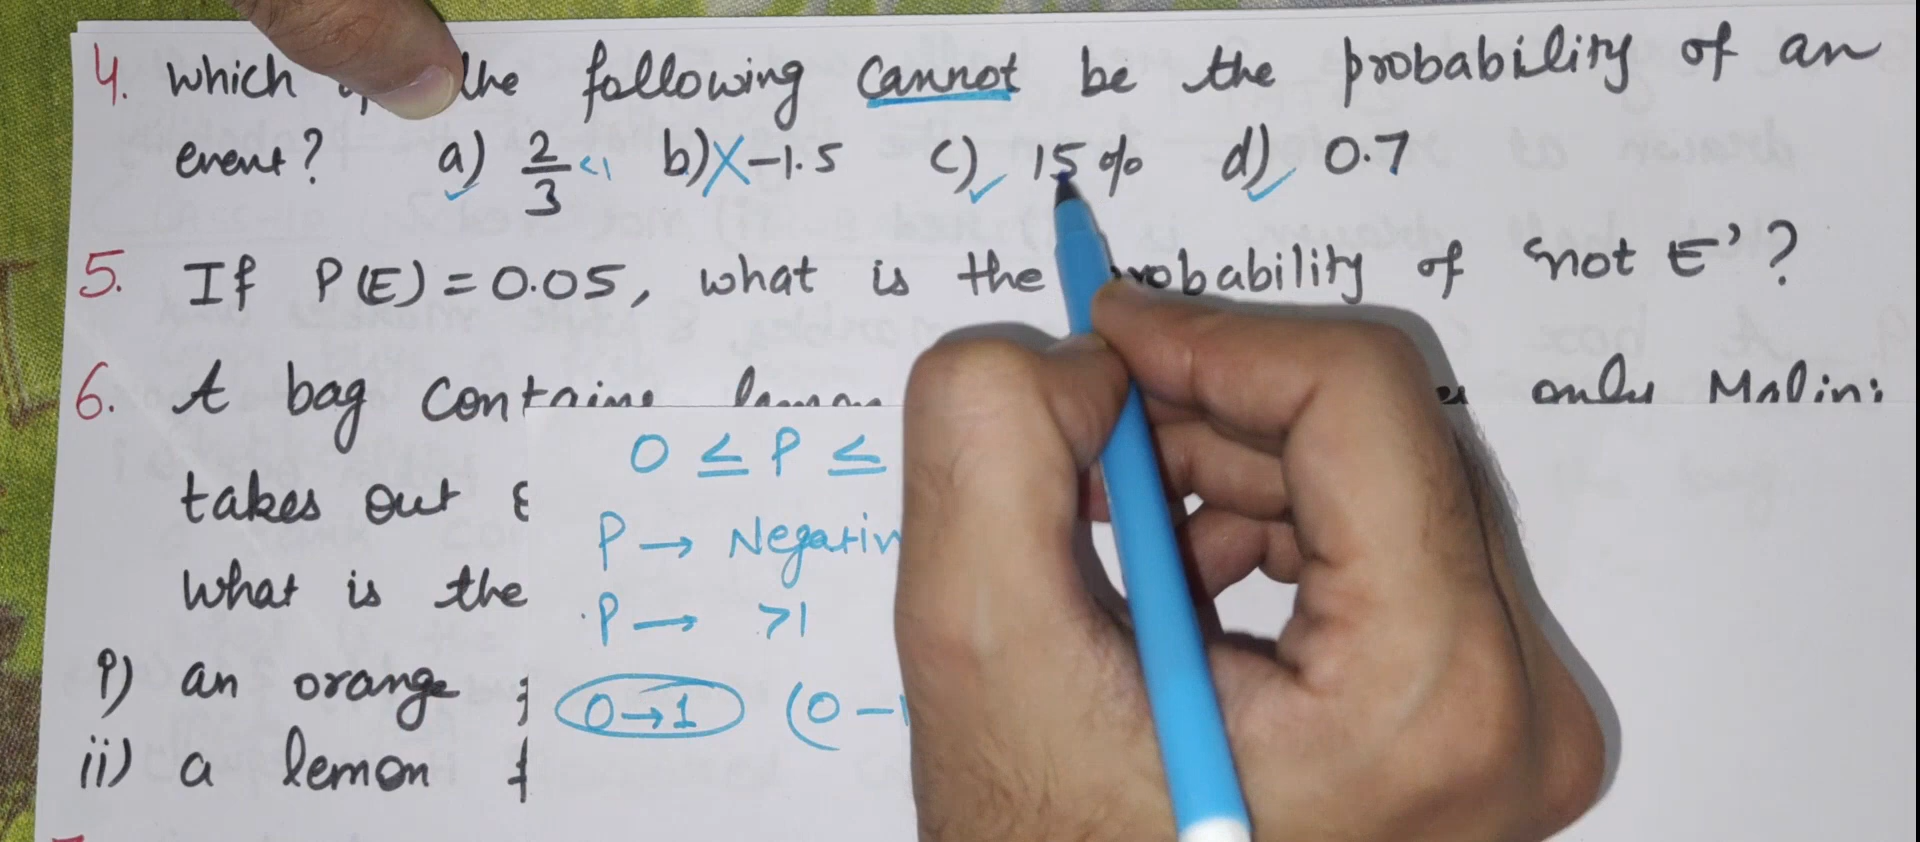 4. Which the following cannot be the probability of an
event? a) 2/3 <1 b) X -1.5 c) ✓ 15% d) ✓ 0.7
5. If P(E) = 0.05, what is the probability of 'not E'?
6. A bag contains lemon only Malini
takes out
What is the
i) an orange
ii) a lemon
0 ≤ P ≤
P →
P → >1
0→1 (0 –